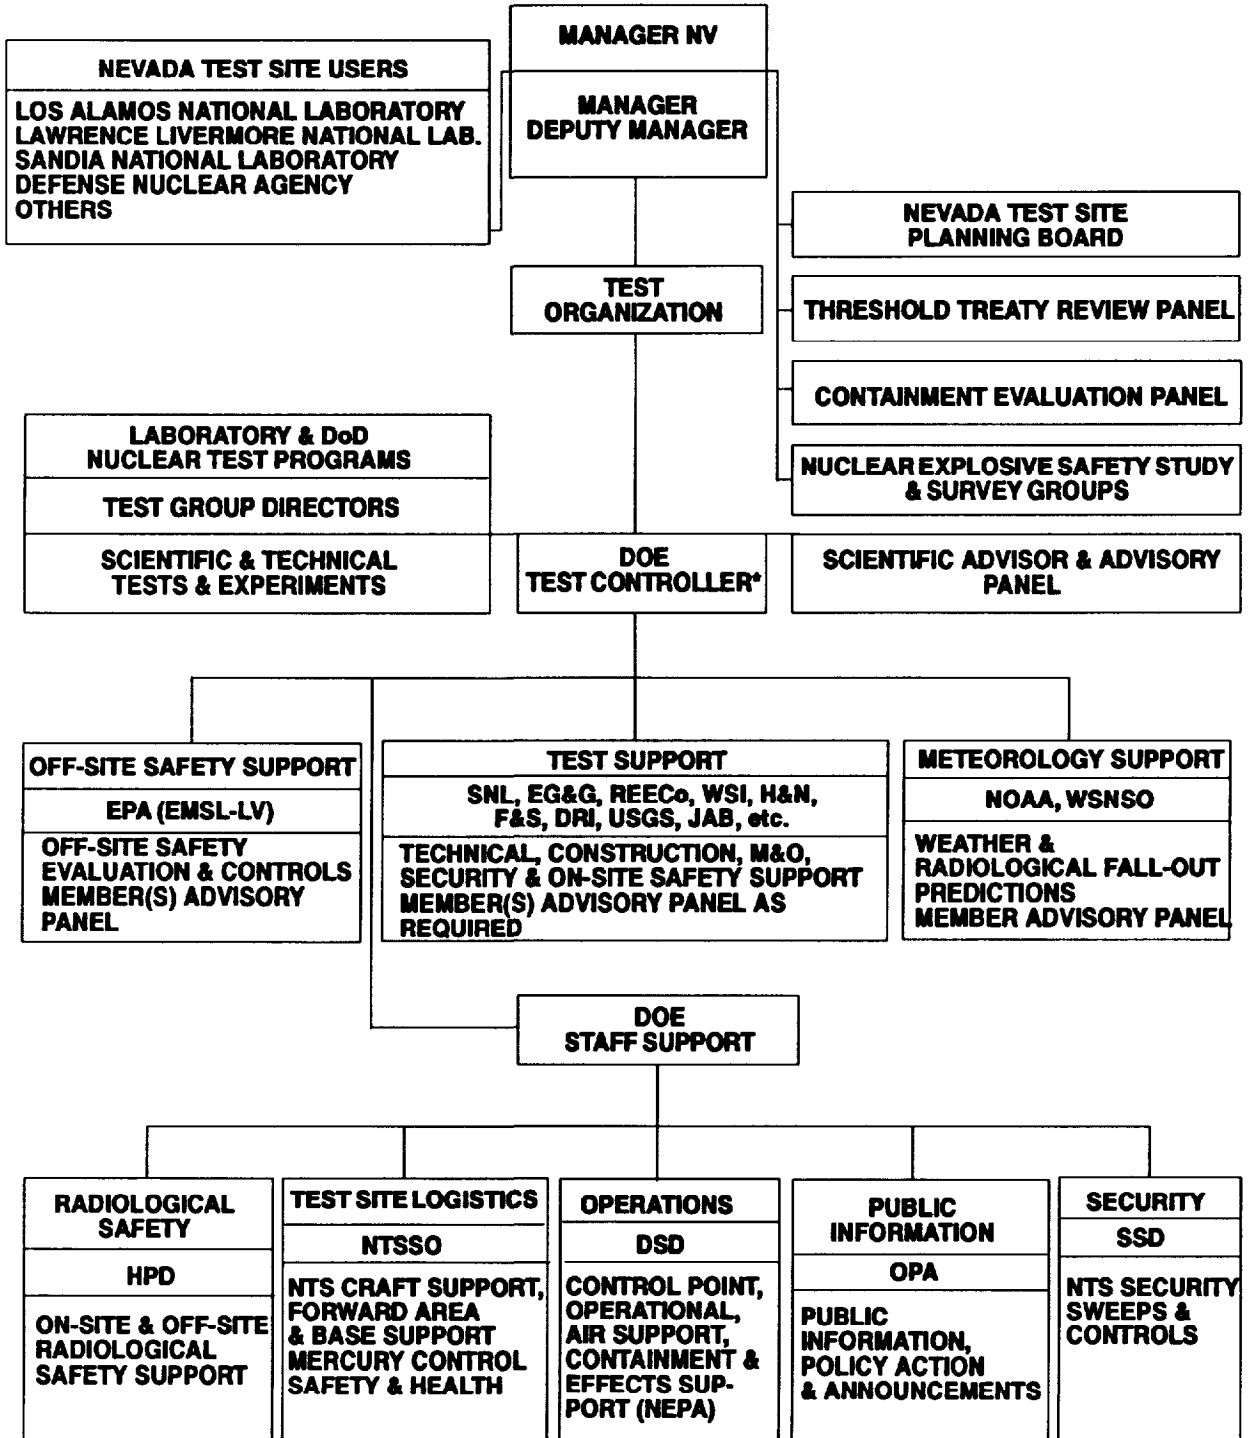 MANAGER NV
MANAGER
DEPUTY MANAGER
NEVADA TEST SITE USERS
LOS ALAMOS NATIONAL LABORATORY
LAWRENCE LIVERMORE NATIONAL LAB.
SANDIA NATIONAL LABORATORY
DEFENSE NUCLEAR AGENCY
OTHERS
NEVADA TEST SITE
PLANNING BOARD
TEST
ORGANIZATION
THRESHOLD TREATY REVIEW PANEL
CONTAINMENT EVALUATION PANEL
NUCLEAR EXPLOSIVE SAFETY STUDY
& SURVEY GROUPS
LABORATORY & DoD
NUCLEAR TEST PROGRAMS
TEST GROUP DIRECTORS
SCIENTIFIC & TECHNICAL
TESTS & EXPERIMENTS
DOE
TEST CONTROLLER*
SCIENTIFIC ADVISOR & ADVISORY
PANEL
OFF-SITE SAFETY SUPPORT
EPA (EMSL-LV)
OFF-SITE SAFETY
EVALUATION & CONTROLS
MEMBER(S) ADVISORY
PANEL
TEST SUPPORT
SNL, EG&G, REECo, WSI, H&N,
F&S, DRI, USGS, JAB, etc.
TECHNICAL, CONSTRUCTION, M&O,
SECURITY & ON-SITE SAFETY SUPPORT
MEMBER(S) ADVISORY PANEL AS
REQUIRED
METEOROLOGY SUPPORT
NOAA, WSNSO
WEATHER &
RADIOLOGICAL FALL-OUT
PREDICTIONS
MEMBER ADVISORY PANEL
DOE
STAFF SUPPORT
RADIOLOGICAL
SAFETY
HPD
ON-SITE & OFF-SITE
RADIOLOGICAL
SAFETY SUPPORT
TEST SITE LOGISTICS
NTSSO
NTS CRAFT SUPPORT,
FORWARD AREA
& BASE SUPPORT
MERCURY CONTROL
SAFETY & HEALTH
OPERATIONS
DSD
CONTROL POINT,
OPERATIONAL,
AIR SUPPORT,
CONTAINMENT &
EFFECTS SUP-
PORT (NEPA)
PUBLIC
INFORMATION
OPA
PUBLIC
INFORMATION,
POLICY ACTION
& ANNOUNCEMENTS
SECURITY
SSD
NTS SECURITY
SWEEPS &
CONTROLS